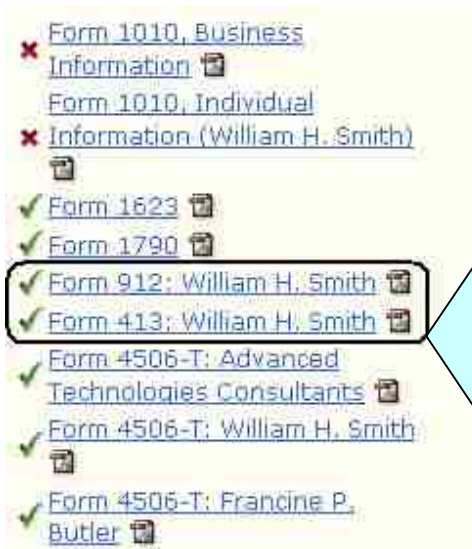 Form 1010, Business
Information
Form 1010, Individual
Information (William H. Smith)
Form 1623
Form 1790
Form 912: William H. Smith
Form 413: William H. Smith
Form 4506-T: Advanced
Technologies Consultants
Form 4506-T: William H. Smith
Form 4506-T: Francine P.
Butler